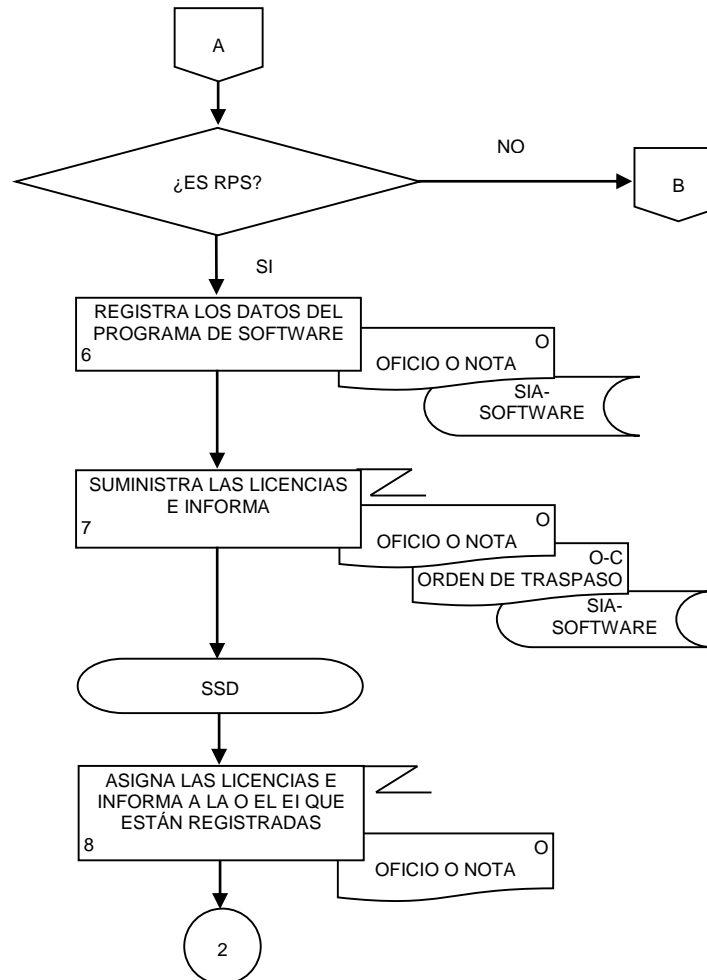 A
¿ES RPS?
NO
B
SI
REGISTRA LOS DATOS DEL
PROGRAMA DE SOFTWARE
6
O
OFICIO O NOTA
SIA-
SOFTWARE
SUMINISTRA LAS LICENCIAS
E INFORMA
7
O
OFICIO O NOTA
O-C
ORDEN DE TRASPASO
SIA-
SOFTWARE
SSD
ASIGNA LAS LICENCIAS E
INFORMA A LA O EL EI QUE
ESTÁN REGISTRADAS
8
O
OFICIO O NOTA
2